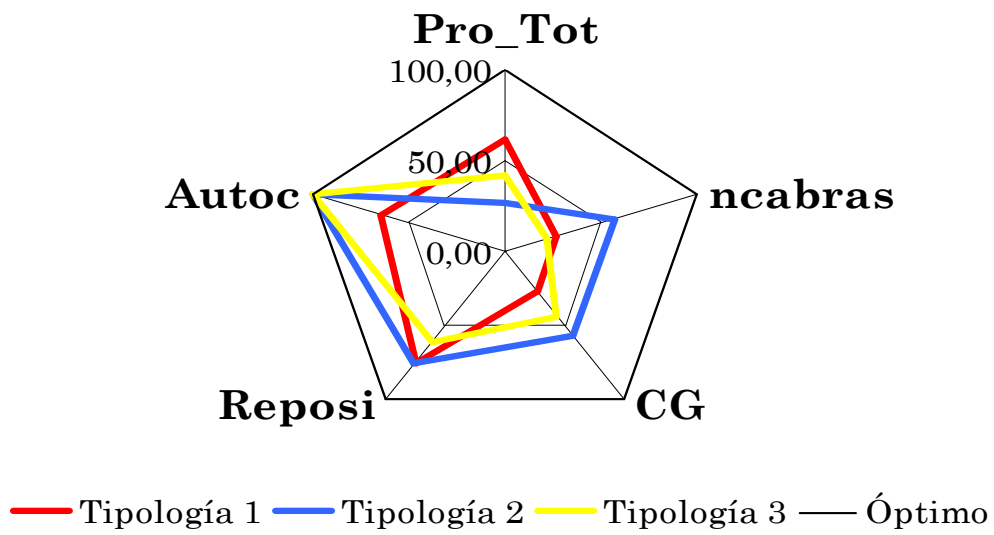 Pro_Tot
100,00
50,00
Autoc
ncabras
0,00
Reposi
CG
Tipología 1 Tipología 2 Tipología 3 Óptimo